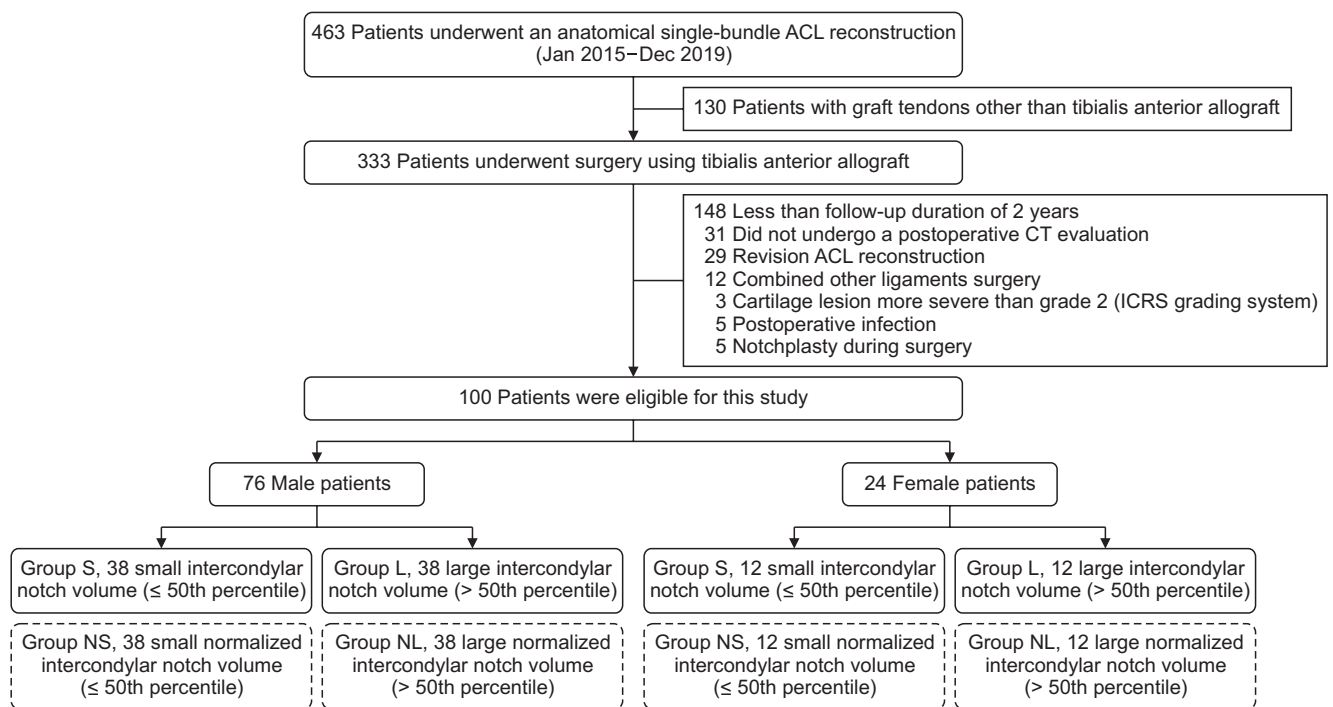 463 Patients underwent an anatomical single-bundle ACL reconstruction
(Jan 2015–Dec 2019)
130 Patients with graft tendons other than tibialis anterior allograft
333 Patients underwent surgery using tibialis anterior allograft
148 Less than follow-up duration of 2 years
31 Did not undergo a postoperative CT evaluation
29 Revision ACL reconstruction
12 Combined other ligaments surgery
3 Cartilage lesion more severe than grade 2 (ICRS grading system)
5 Postoperative infection
5 Notchplasty during surgery
100 Patients were eligible for this study
76 Male patients
24 Female patients
Group S, 38 small intercondylar
notch volume (≤ 50th percentile)
Group L, 38 large intercondylar
notch volume (> 50th percentile)
Group S, 12 small intercondylar
notch volume (≤ 50th percentile)
Group L, 12 large intercondylar
notch volume (> 50th percentile)
Group NS, 38 small normalized
intercondylar notch volume
(≤ 50th percentile)
Group NL, 38 large normalized
intercondylar notch volume
(> 50th percentile)
Group NS, 12 small normalized
intercondylar notch volume
(≤ 50th percentile)
Group NL, 12 large normalized
intercondylar notch volume
(> 50th percentile)